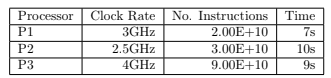 Processor Clock Rate No. Instructions Time
P1 3GHz 2.00E+10 7s
P2 2.5GHz 3.00E+10 10s
P3 4GHz 9.00E+10 9s